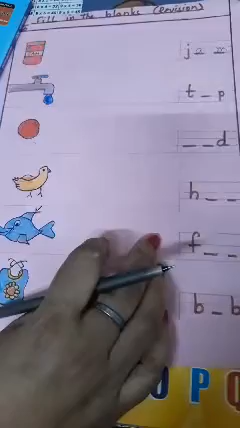 Fill in the blanks (Revision)
j a m
t _ p
_ _ d
h _ _
f _ _
b _ b
O P Q